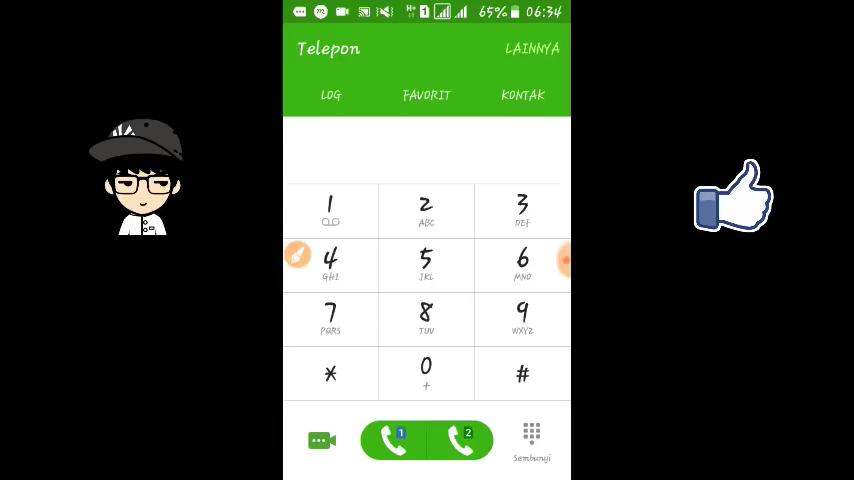 65% 06:34
Telepon LAINNYA
LOG FAVORIT KONTAK
1 2 3
ABC DEF
4 5 6
GHI JKL MNO
7 8 9
PQRS TUV WXYZ
* 0 #
+
1 2
Sembunyi